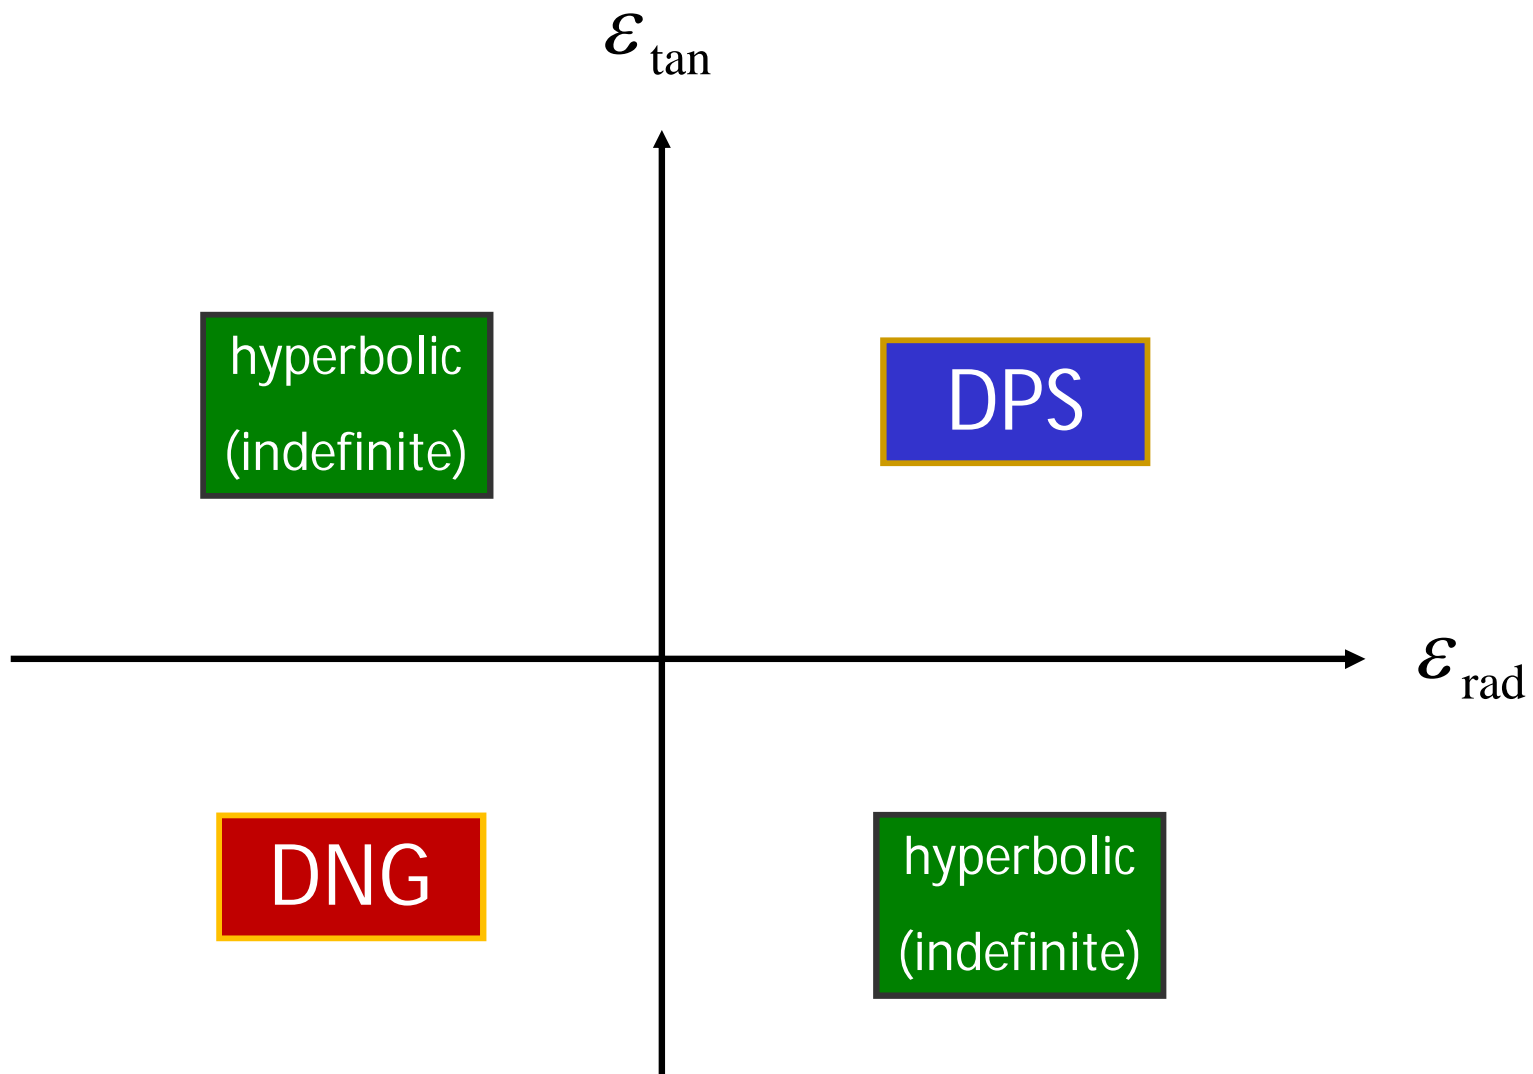 ε tan
hyperbolic
(indefinite)
DPS
ε rad
DNG
hyperbolic
(indefinite)